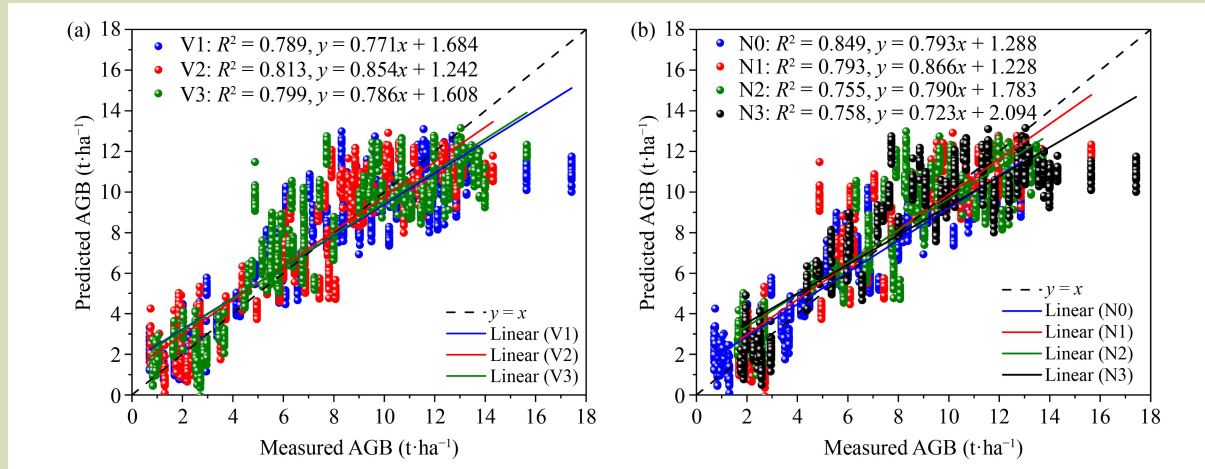 (a)
V1: R² = 0.789, y = 0.771x + 1.684
V2: R² = 0.813, y = 0.854x + 1.242
V3: R² = 0.799, y = 0.786x + 1.608
18
16
14
12
10
8
6
4
2
0
Predicted AGB (t·ha⁻¹)
y = x
Linear (V1)
Linear (V2)
Linear (V3)
0 2 4 6 8 10 12 14 16 18
Measured AGB (t·ha⁻¹)
(b)
N0: R² = 0.849, y = 0.793x + 1.288
N1: R² = 0.793, y = 0.866x + 1.228
N2: R² = 0.755, y = 0.790x + 1.783
N3: R² = 0.758, y = 0.723x + 2.094
18
16
14
12
10
8
6
4
2
0
Predicted AGB (t·ha⁻¹)
y = x
Linear (N0)
Linear (N1)
Linear (N2)
Linear (N3)
0 2 4 6 8 10 12 14 16 18
Measured AGB (t·ha⁻¹)